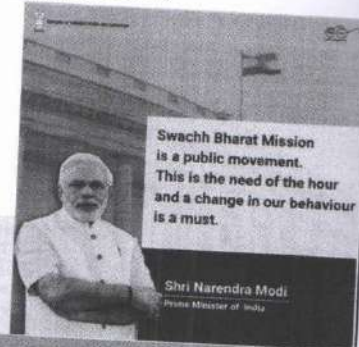 Swachh Bharat Mission
is a public movement.
This is the need of the hour
and a change in our behaviour
is a must.
Shri Narendra Modi
Prime Minister of India